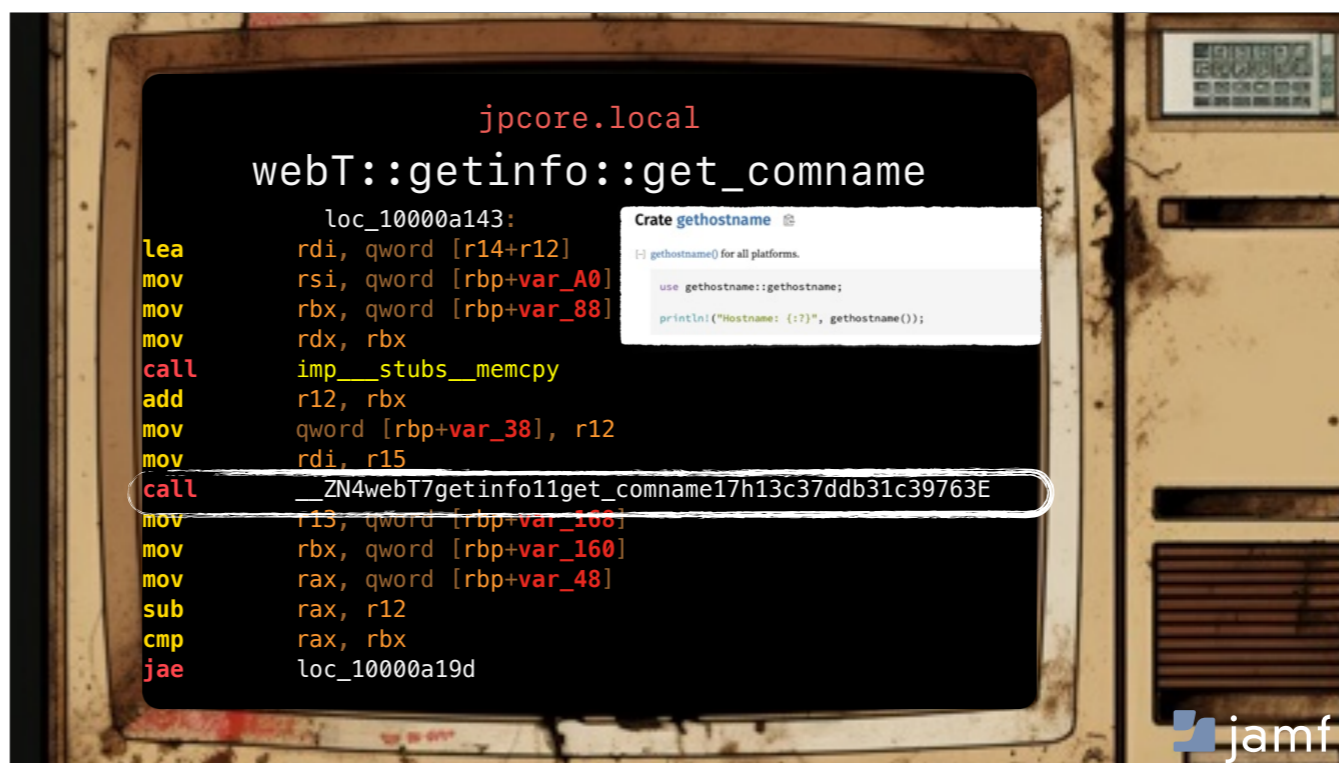 jpcore.local
webT::getinfo::get_comname
loc_10000a143:
Crate gethostname
[-] gethostname() for all platforms.
use gethostname::gethostname;
println!("Hostname: {:?}", gethostname());
lea rdi, qword [r14+r12]
mov rsi, qword [rbp+var_A0]
mov rbx, qword [rbp+var_88]
mov rdx, rbx
call imp___stubs__memcpy
add r12, rbx
mov qword [rbp+var_38], r12
mov rdi, r15
call __ZN4webT7getinfo11get_comname17h13c37ddb31c39763E
mov r13, qword [rbp+var_168]
mov rbx, qword [rbp+var_160]
mov rax, qword [rbp+var_48]
sub rax, r12
cmp rax, rbx
jae loc_10000a19d
jamf